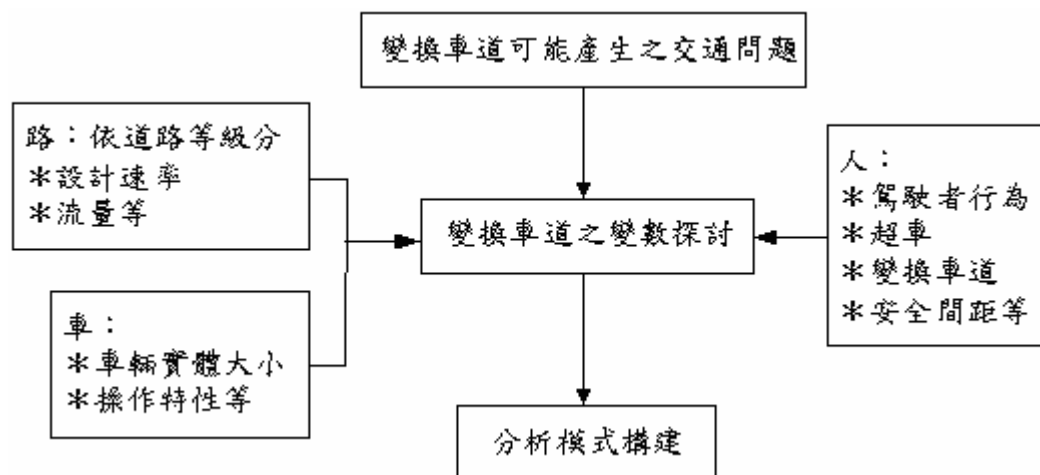 變換車道可能產生之交通問題
路：依道路等級分
＊設計速率
＊流量等
人：
＊駕駛者行為
＊超車
＊變換車道
＊安全間距等
變換車道之變數探討
車：
＊車輛實體大小
＊操作特性等
分析模式構建